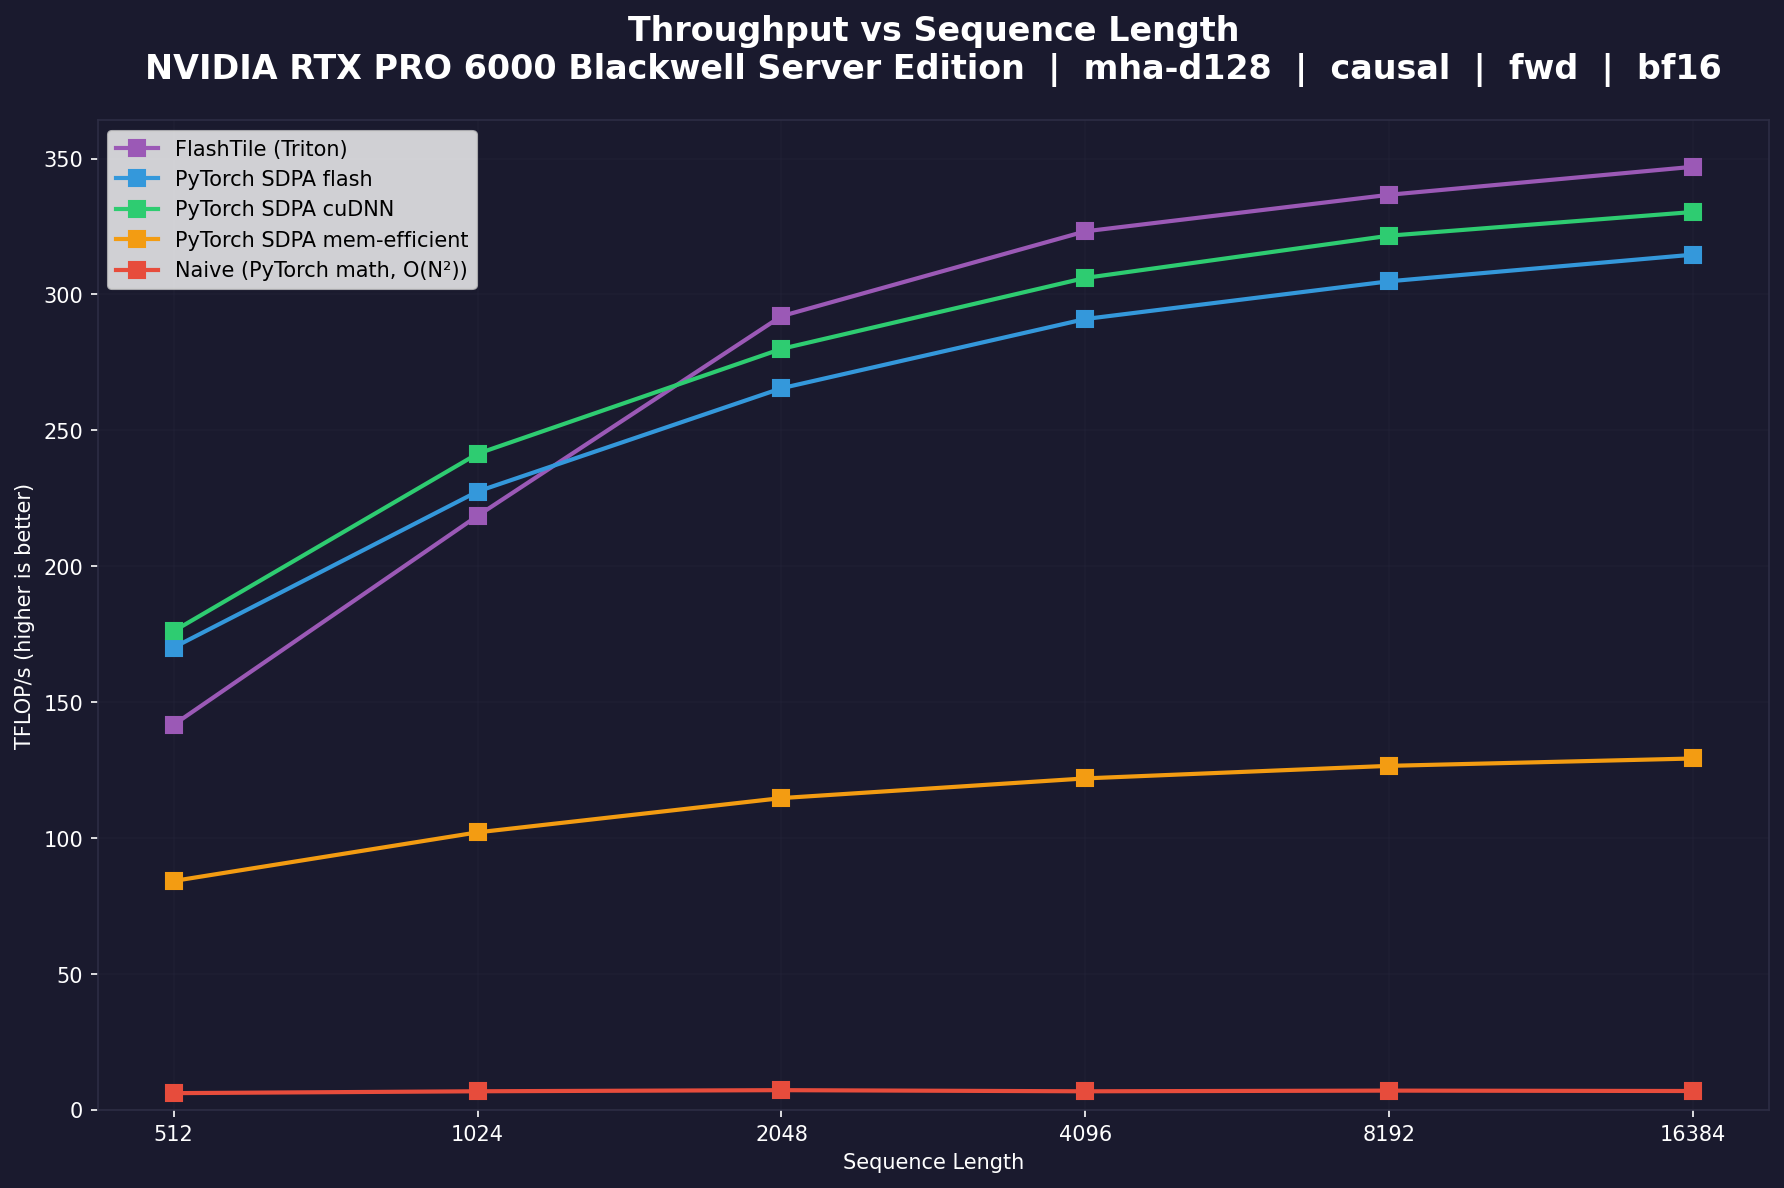 Throughput vs Sequence Length
NVIDIA RTX PRO 6000 Blackwell Server Edition | mha-d128 | causal | fwd | bf16
FlashTile (Triton)
PyTorch SDPA flash
PyTorch SDPA cuDNN
PyTorch SDPA mem-efficient
Naive (PyTorch math, O(N²))
TFLOP/s (higher is better)
350
300
250
200
150
100
50
0
512 1024 2048 4096 8192 16384
Sequence Length